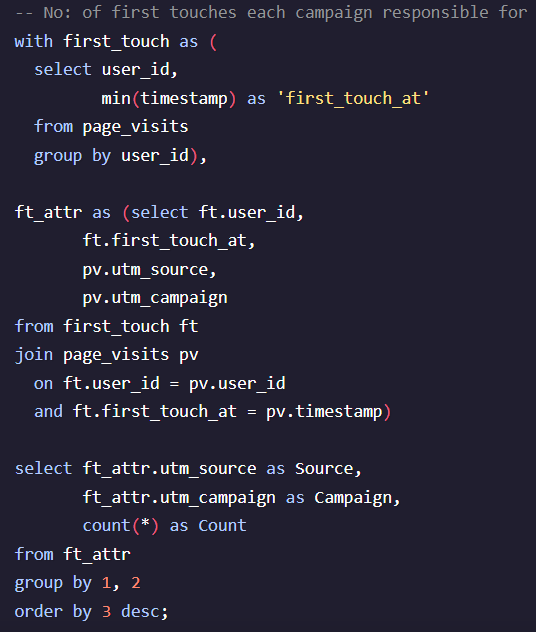 -- No: of first touches each campaign responsible for
with first_touch as (
  select user_id,
         min(timestamp) as 'first_touch_at'
  from page_visits
  group by user_id),
ft_attr as (select ft.user_id,
       ft.first_touch_at,
       pv.utm_source,
       pv.utm_campaign
from first_touch ft
join page_visits pv
  on ft.user_id = pv.user_id
  and ft.first_touch_at = pv.timestamp)
select ft_attr.utm_source as Source,
       ft_attr.utm_campaign as Campaign,
       count(*) as Count
from ft_attr
group by 1, 2
order by 3 desc;